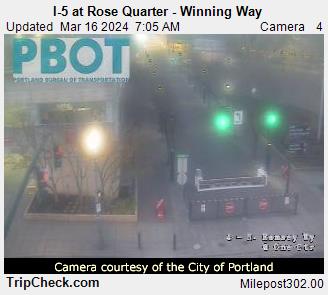 I-5 at Rose Quarter - Winning Way
Updated Mar 16 2024 7:05 AM Camera 4
PBOT
PORTLAND BUREAU OF TRANSPORTATION
Camera courtesy of the City of Portland
TripCheck.com Milepost302.00